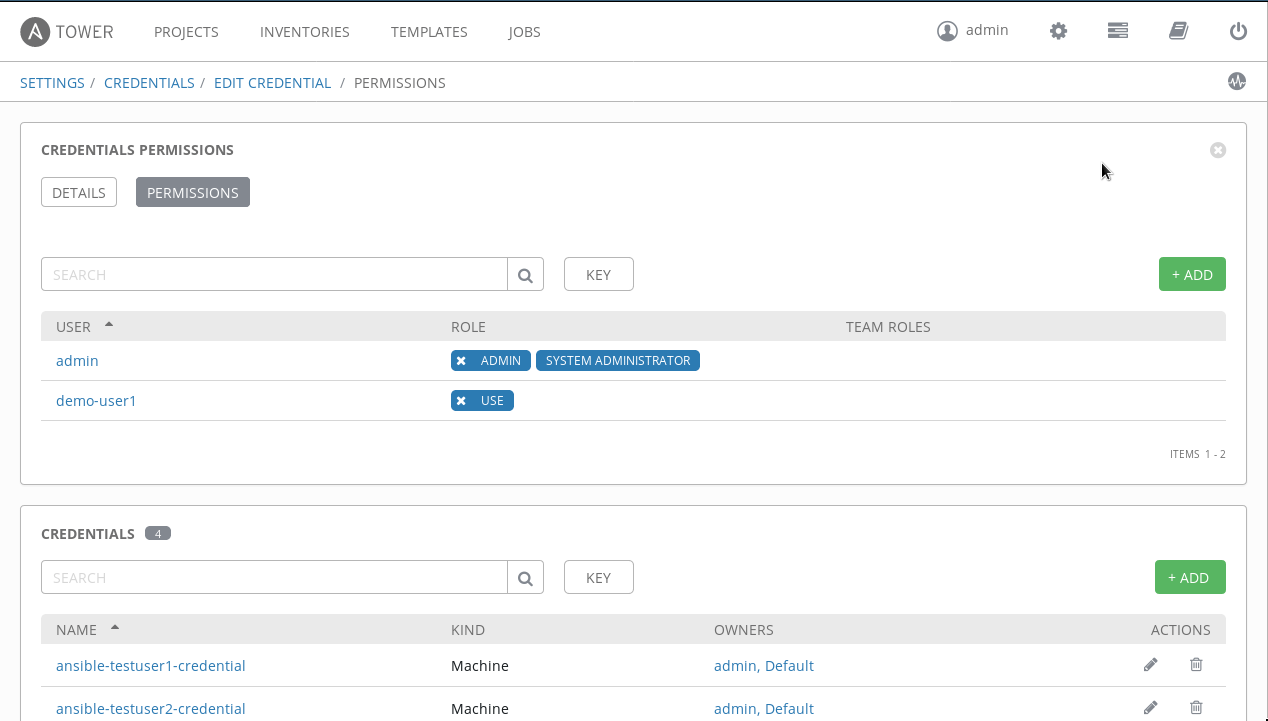 A TOWER PROJECTS INVENTORIES TEMPLATES JOBS admin
SETTINGS / CREDENTIALS / EDIT CREDENTIAL / PERMISSIONS
CREDENTIALS PERMISSIONS
DETAILS PERMISSIONS
SEARCH KEY + ADD
USER ROLE TEAM ROLES
admin ADMIN SYSTEM ADMINISTRATOR
demo-user1 USE
ITEMS 1 - 2
CREDENTIALS 4
SEARCH KEY + ADD
NAME KIND OWNERS ACTIONS
ansible-testuser1-credential Machine admin, Default
ansible-testuser2-credential Machine admin, Default